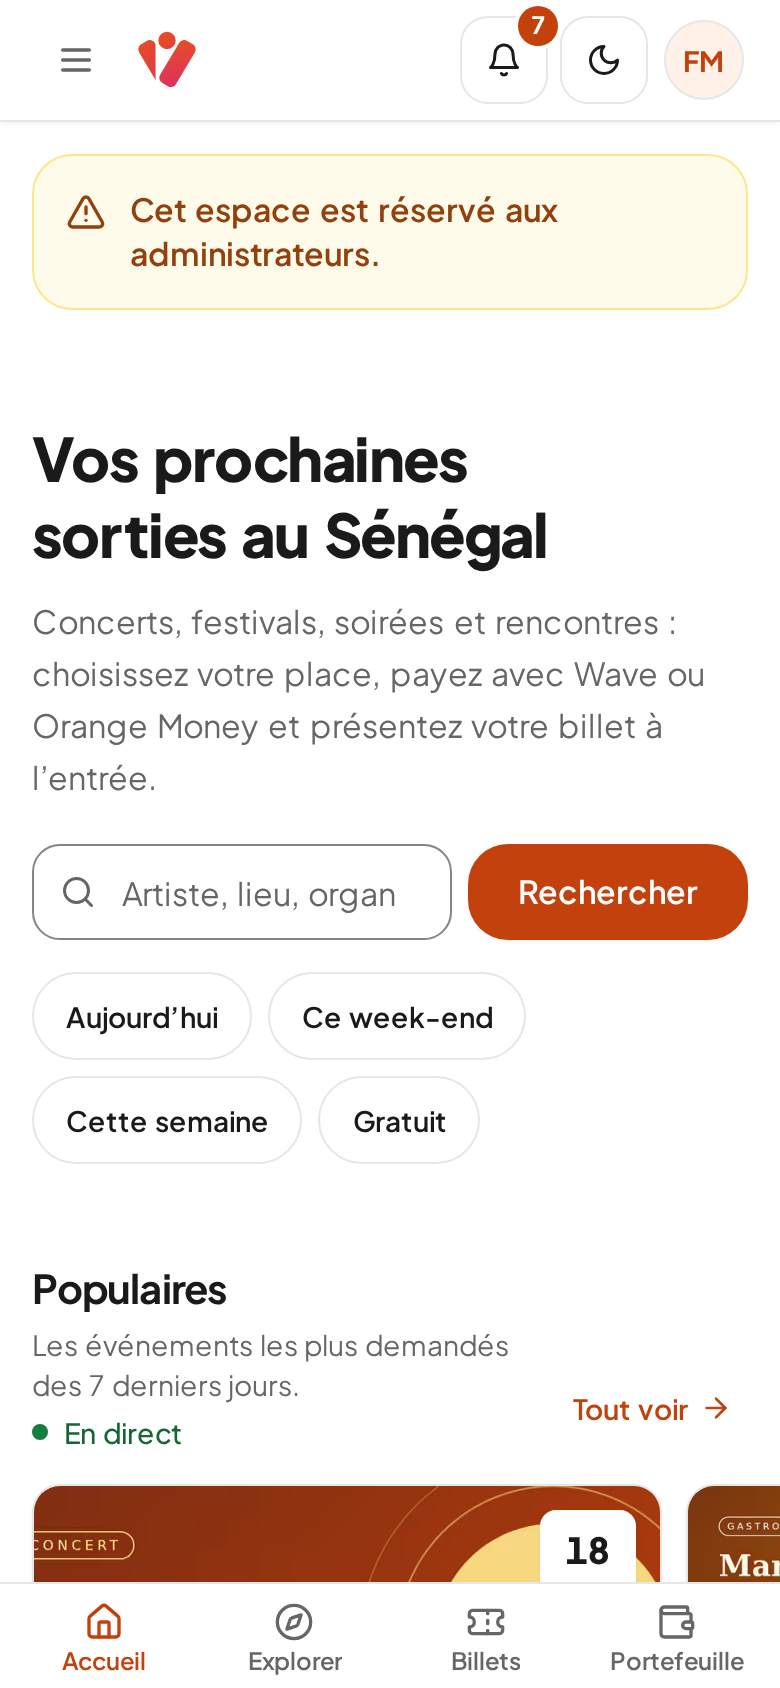 7
FM
Cet espace est réservé aux
administrateurs.
Vos prochaines
sorties au Sénégal
Concerts, festivals, soirées et rencontres :
choisissez votre place, payez avec Wave ou
Orange Money et présentez votre billet à
l’entrée.
Artiste, lieu, organ
Rechercher
Aujourd’hui
Ce week-end
Cette semaine
Gratuit
Populaires
Les événements les plus demandés
des 7 derniers jours.
En direct
Tout voir
CONCERT
18
GASTRO
Mar
Accueil
Explorer
Billets
Portefeuille